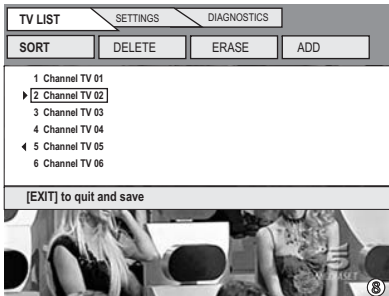 TV LIST SETTINGS DIAGNOSTICS
SORT DELETE ERASE ADD
1 Channel TV 01
2 Channel TV 02
3 Channel TV 03
4 Channel TV 04
5 Channel TV 05
6 Channel TV 06
[EXIT] to quit and save
MEDIASET
8